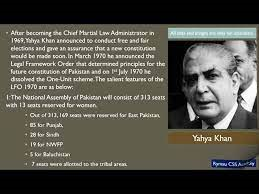 • After becoming the Chief Martial Law Administrator in
1969, Yahya. Khan announced to conduct free and fair
elections and gave an assurance that a new constitution
would be made soon. In March 1970 he announced the
Legal Framework Order that determined principles for the
future constitution of Pakistan and on 1st July 1970 he
dissolved the One-Unit scheme. The salient features of the
LFO 1970 are as below:
1:The National Assembly of Pakistan will consist of 313 seats
with 13 seats reserved for women.
• Out of 313, 169 seats were reserved for East Pakistan,
• 85 for Punjab,
• 28 for Sindh
• 19 for NWFP
• 5 for Baluchistan
• 7 seats were allotted to the tribal areas.
Yahya Khan